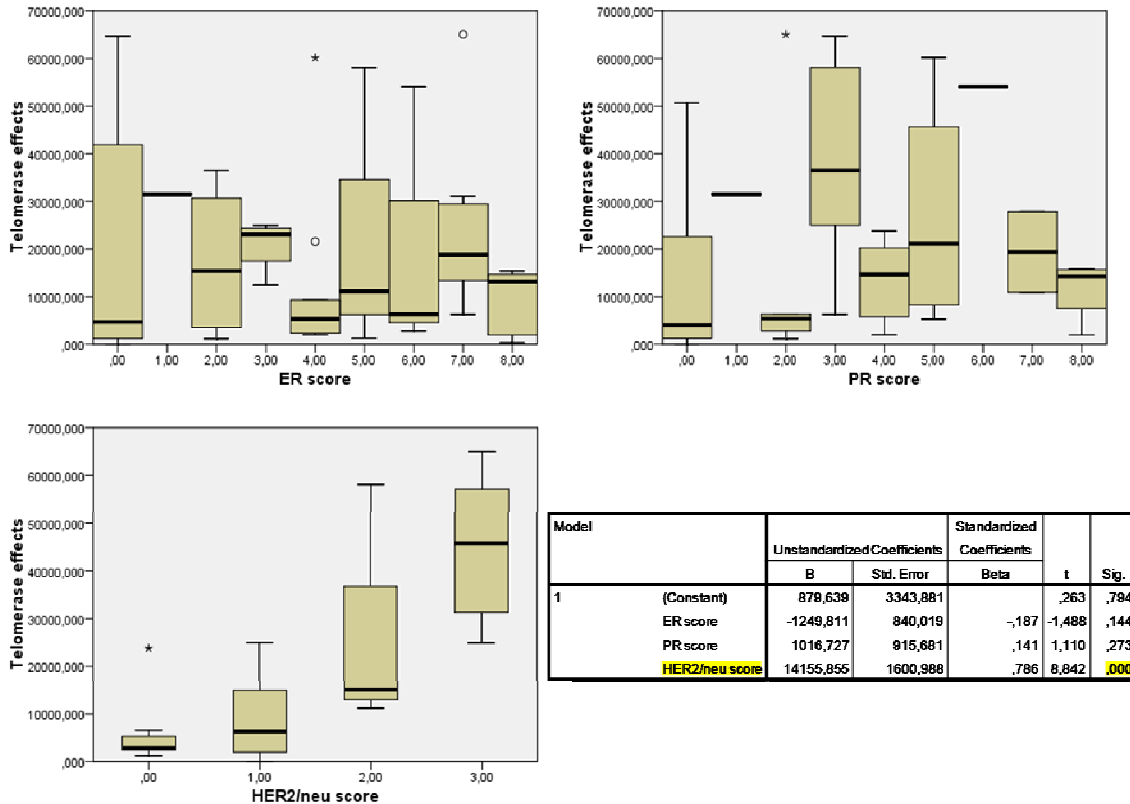 70000,000
60000,000
50000,000
40000,000
30000,000
20000,000
10000,000
,000
Telomerase effects
,00 1,00 2,00 3,00 4,00 5,00 6,00 7,00 8,00
ER score
70000,000
60000,000
50000,000
40000,000
30000,000
20000,000
10000,000
,000
Telomerase effects
,00 1,00 2,00 3,00 4,00 5,00 6,00 7,00 8,00
PR score
70000,000
60000,000
50000,000
40000,000
30000,000
20000,000
10000,000
,000
Telomerase effects
,00 1,00 2,00 3,00
HER2/neu score
Model Unstandardized Coefficients Standardized Coefficients t Sig.
B Std. Error Beta
1 (Constant) 879,639 3343,881 ,263 ,794
ER score -1249,811 840,019 -,187 -1,488 ,144
PR score 1016,727 915,681 ,141 1,110 ,273
HER2/neu score 14155,855 1600,988 ,786 8,842 ,000